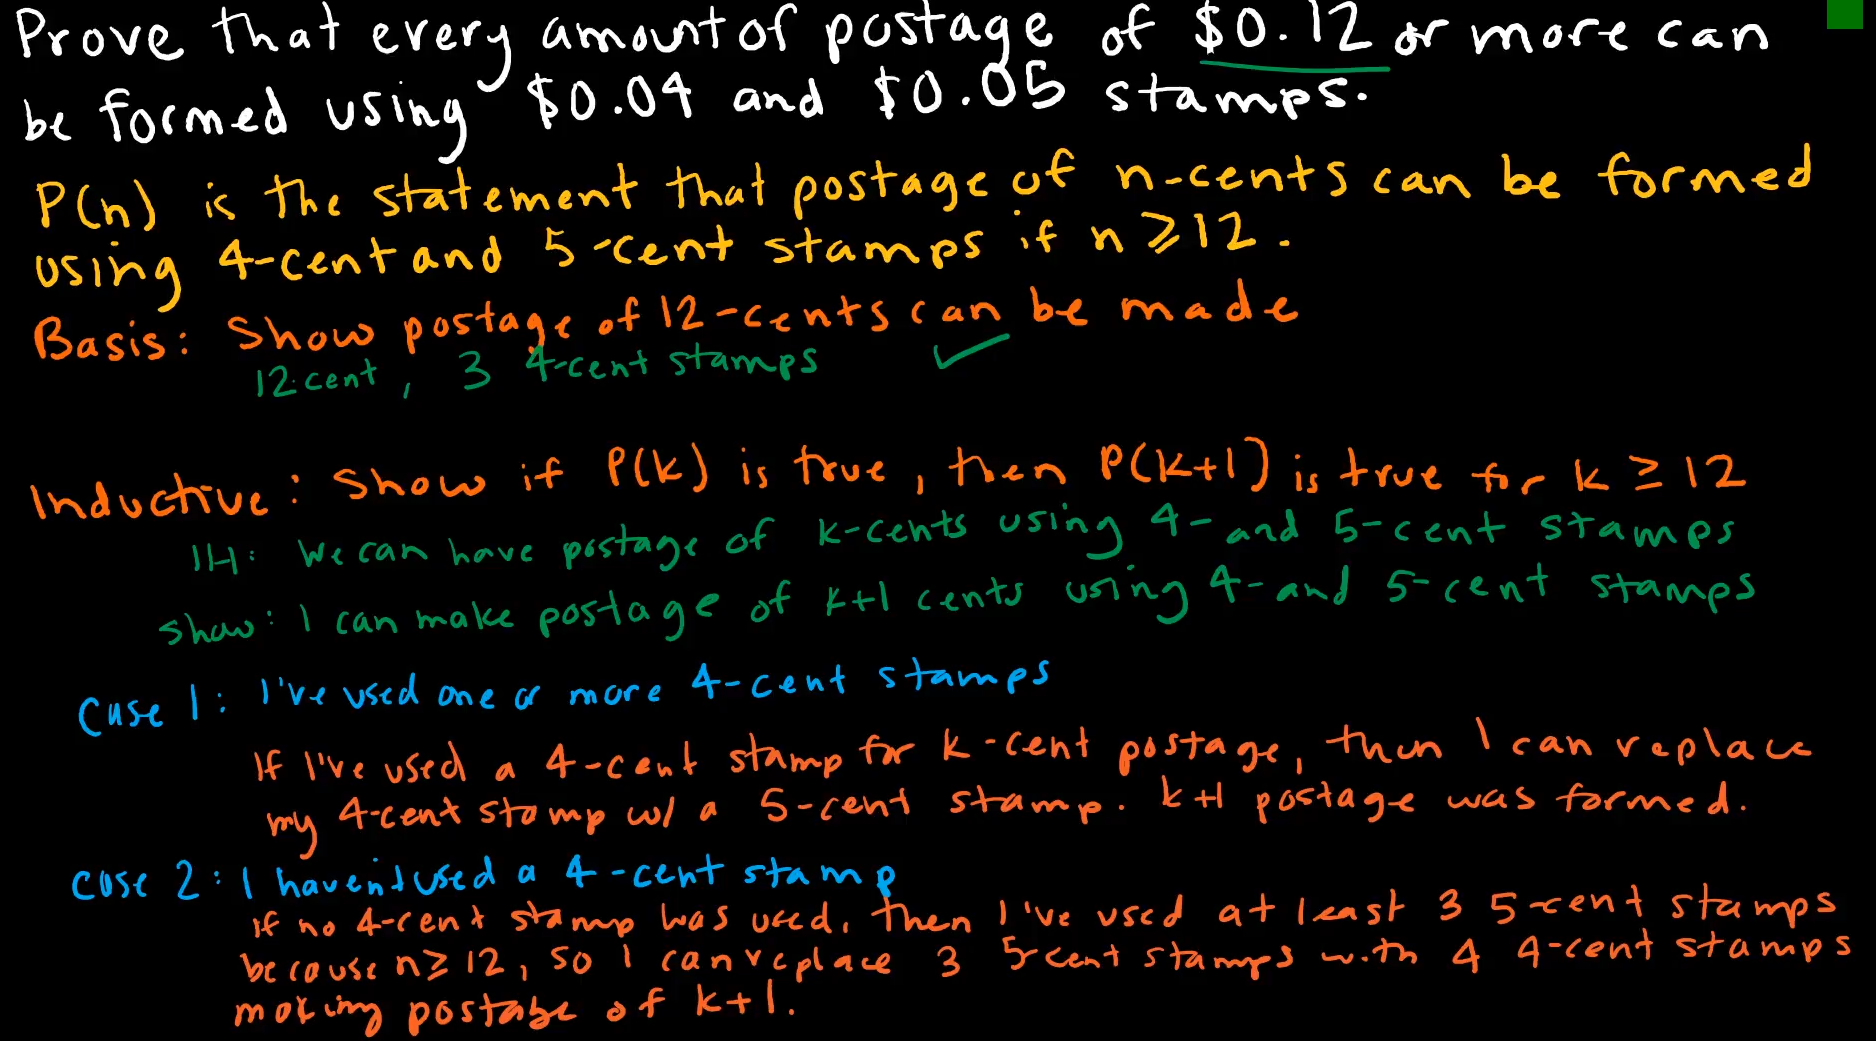 Prove that every amount of postage of $0.12 or more can
be formed using $0.04 and $0.05 stamps.
P(n) is the statement that postage of n-cents can be formed
using 4-cent and 5-cent stamps if n ≥ 12.
Basis: Show postage of 12-cents can be made
12 cent, 3 4-cent stamps ✓
Inductive: Show if P(k) is true, then P(k+1) is true for k ≥ 12
IH: We can have postage of k-cents using 4- and 5-cent stamps
show: I can make postage of k+1 cents using 4- and 5-cent stamps
Case 1: I've used one or more 4-cent stamps
If I've used a 4-cent stamp for k-cent postage, then I can replace
my 4-cent stamp w/ a 5-cent stamp. k+1 postage was formed.
Case 2: I haven't used a 4-cent stamp
If no 4-cent stamp was used, then I've used at least 3 5-cent stamps
because n ≥ 12, so I can replace 3 5-cent stamps with 4 4-cent stamps
making postage of k+1.